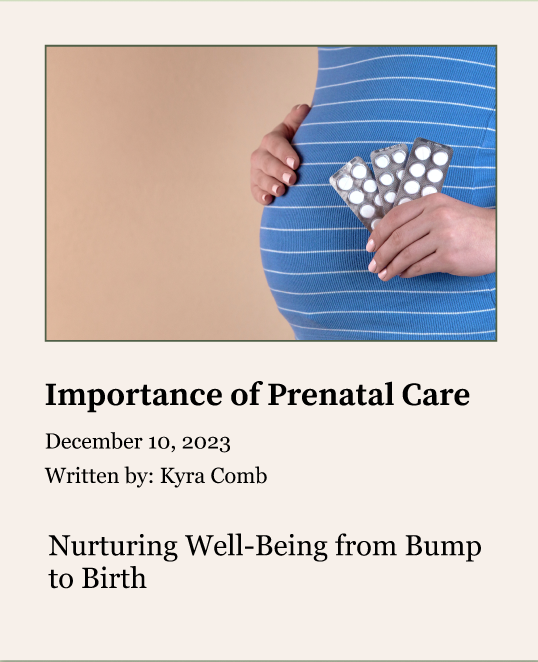 Importance of Prenatal Care
December 10, 2023
Written by: Kyra Comb
Nurturing Well-Being from Bump
to Birth